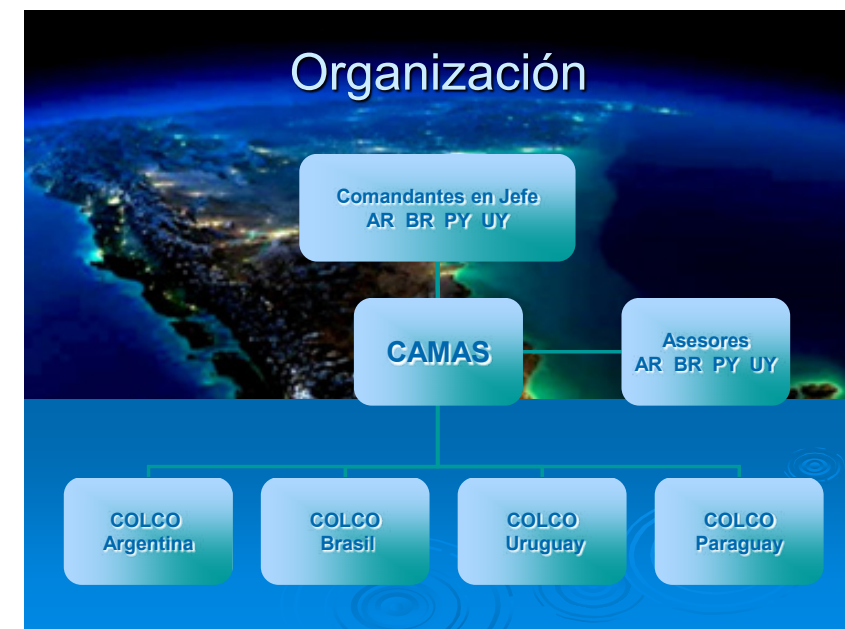 Organización
Comandantes en Jefe
AR BR PY UY
CAMAS
Asesores
AR BR PY UY
COLCO
Argentina
COLCO
Brasil
COLCO
Uruguay
COLCO
Paraguay